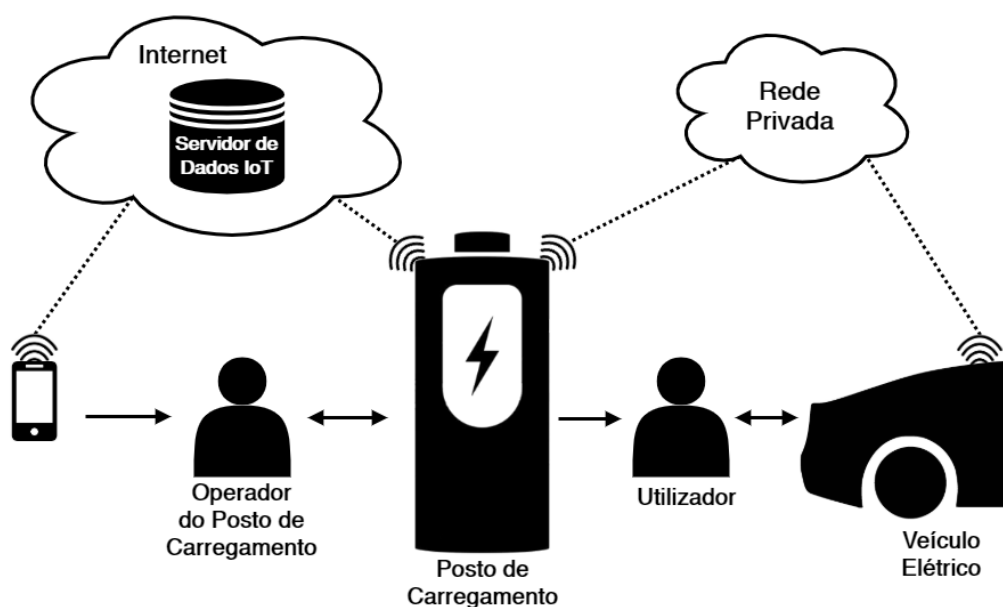 Internet
Servidor de
Dados IoT
Rede
Privada
Operador
do Posto de
Carregamento
Posto de
Carregamento
Utilizador
Veículo
Elétrico